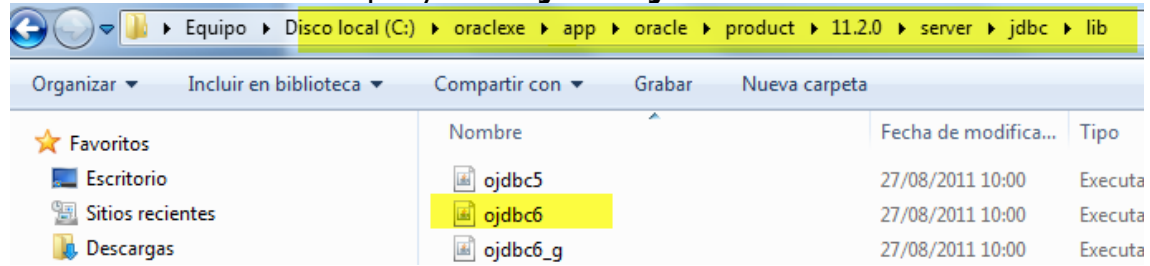 Equipo Disco local (C:) oraclexe app oracle product 11.2.0 server jdbc lib
Organizar Incluir en biblioteca Compartir con Grabar Nueva carpeta
Favoritos Nombre Fecha de modifica... Tipo
Escritorio ojdbc5 27/08/2011 10:00 Executa
Sitios recientes ojdbc6 27/08/2011 10:00 Executa
Descargas ojdbc6_g 27/08/2011 10:00 Executa